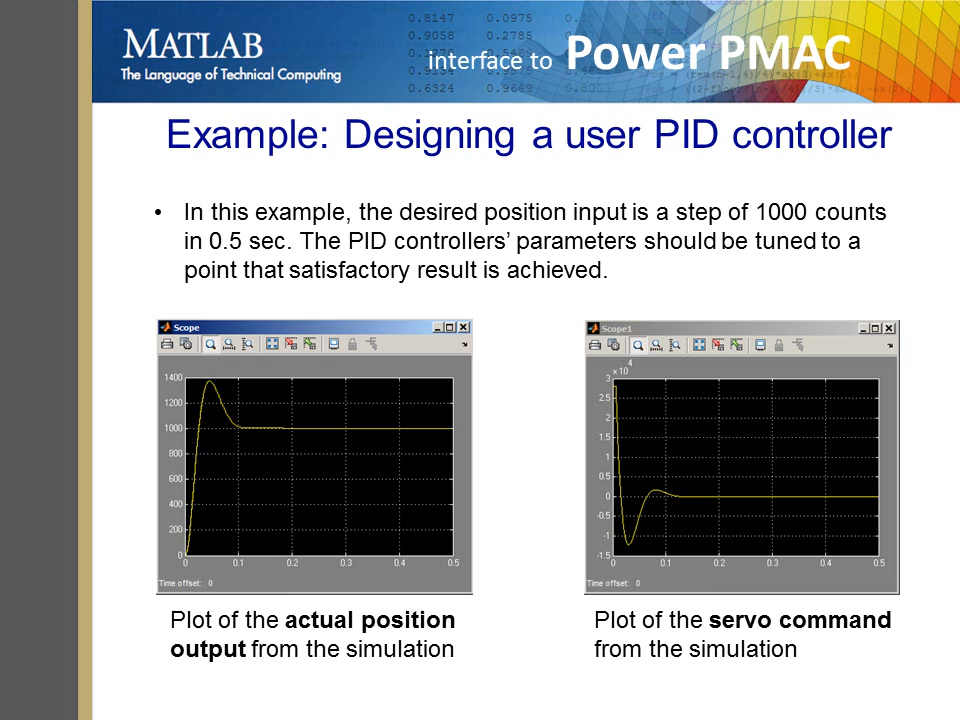 MATLAB
The Language of Technical Computing
interface to Power PMAC
0.8147 0.0975
0.9058 0.2785
0.6324 0.9649 0.8003
Example: Designing a user PID controller
• In this example, the desired position input is a step of 1000 counts
in 0.5 sec. The PID controllers’ parameters should be tuned to a
point that satisfactory result is achieved.
Scope
1400
1200
1000
800
600
400
200
0
0 0.1 0.2 0.3 0.4 0.5
Time offset: 0
Scope1
x 10^4
3
2.5
2
1.5
1
0.5
0
-0.5
-1
-1.5
0 0.1 0.2 0.3 0.4 0.5
Time offset: 0
Plot of the actual position
output from the simulation
Plot of the servo command
from the simulation